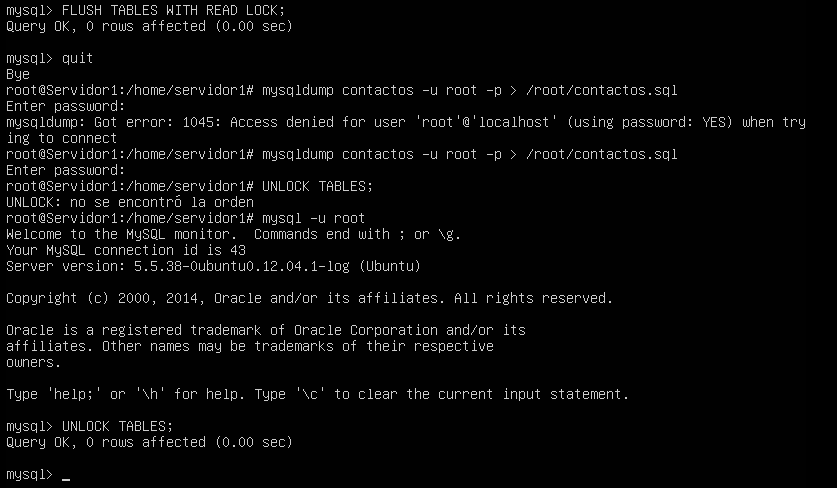 mysql> FLUSH TABLES WITH READ LOCK;
Query OK, 0 rows affected (0.00 sec)
mysql> quit
Bye
root@Servidor1:/home/servidor1# mysqldump contactos -u root -p > /root/contactos.sql
Enter password:
mysqldump: Got error: 1045: Access denied for user 'root'@'localhost' (using password: YES) when try
ing to connect
root@Servidor1:/home/servidor1# mysqldump contactos -u root -p > /root/contactos.sql
Enter password:
root@Servidor1:/home/servidor1# UNLOCK TABLES;
UNLOCK: no se encontró la orden
root@Servidor1:/home/servidor1# mysql -u root
Welcome to the MySQL monitor.  Commands end with ; or \g.
Your MySQL connection id is 43
Server version: 5.5.38-0ubuntu0.12.04.1-log (Ubuntu)
Copyright (c) 2000, 2014, Oracle and/or its affiliates. All rights reserved.
Oracle is a registered trademark of Oracle Corporation and/or its
affiliates. Other names may be trademarks of their respective
owners.
Type 'help;' or '\h' for help. Type '\c' to clear the current input statement.
mysql> UNLOCK TABLES;
Query OK, 0 rows affected (0.00 sec)
mysql> _